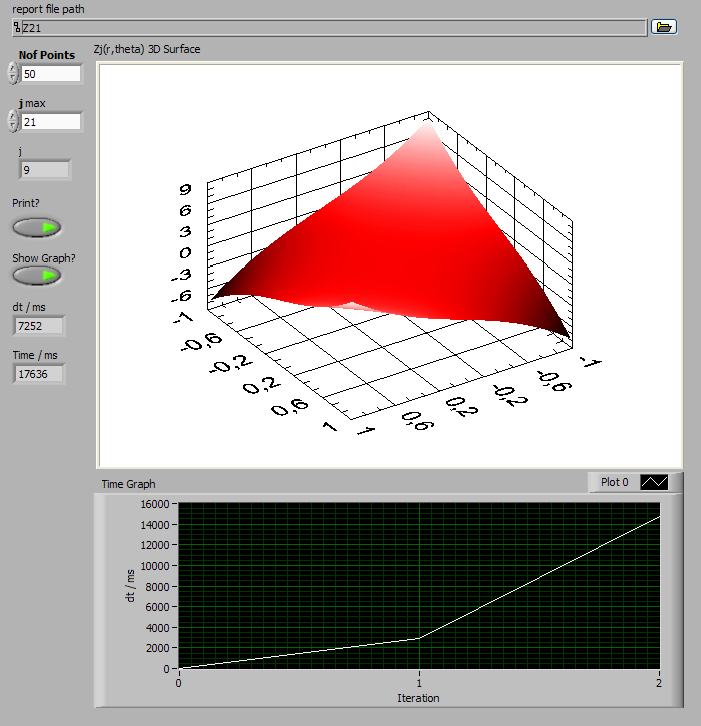 report file path
Z21
Nof Points
50
j max
21
j
9
Print?
Show Graph?
dt / ms
7252
Time / ms
17636
Zj(r,theta) 3D Surface
9
6
3
0
-3
-6
-1
-0,6
-0,2
0,2
0,6
1
1
0,6
0,2
-0,2
-0,6
-1
Time Graph
Plot 0
16000
14000
12000
10000
8000
6000
4000
2000
0
dt / ms
0 1 2
Iteration